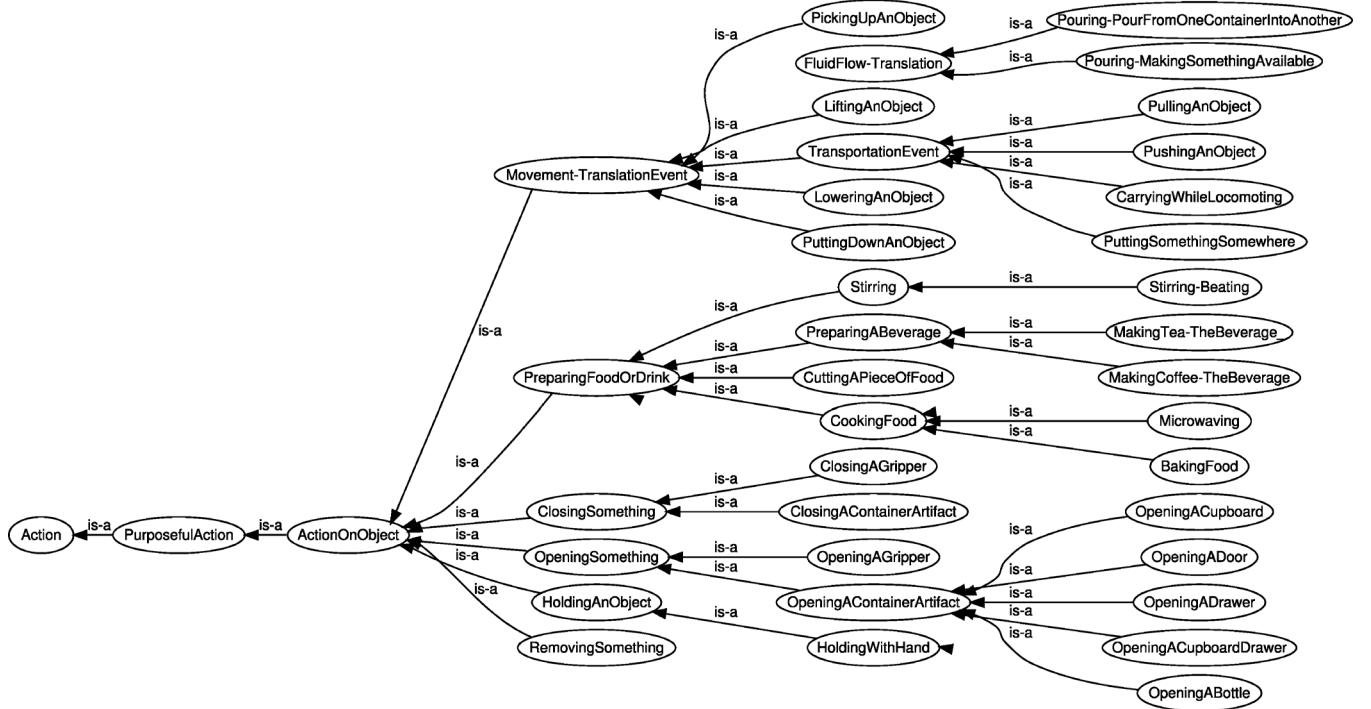 PickingUpAnObject
is-a
Pouring-PourFromOneContainerIntoAnother
is-a
FluidFlow-Translation
is-a
Pouring-MakingSomethingAvailable
LiftingAnObject
is-a
PullingAnObject
is-a
TransportationEvent
is-a
PushingAnObject
is-a
is-a
Movement-TranslationEvent
is-a
LoweringAnObject
is-a
CarryingWhileLocomoting
is-a
PuttingDownAnObject
is-a
PuttingSomethingSomewhere
Stirring
is-a
Stirring-Beating
is-a
is-a
PreparingABeverage
is-a
MakingTea-TheBeverage_
is-a
is-a
PreparingFoodOrDrink
is-a
CuttingAPieceOfFood
MakingCoffee-TheBeverage
is-a
CookingFood
is-a
Microwaving
is-a
is-a
ClosingAGripper
BakingFood
is-a
ClosingSomething
is-a
ClosingAContainerArtifact
OpeningACupboard
is-a
Action
is-a
PurposefulAction
is-a
ActionOnObject
is-a
is-a
OpeningSomething
is-a
OpeningAGripper
is-a
OpeningADoor
is-a
is-a
HoldingAnObject
is-a
OpeningAContainerArtifact
is-a
OpeningADrawer
is-a
RemovingSomething
is-a
HoldingWithHand
is-a
OpeningACupboardDrawer
is-a
OpeningABottle